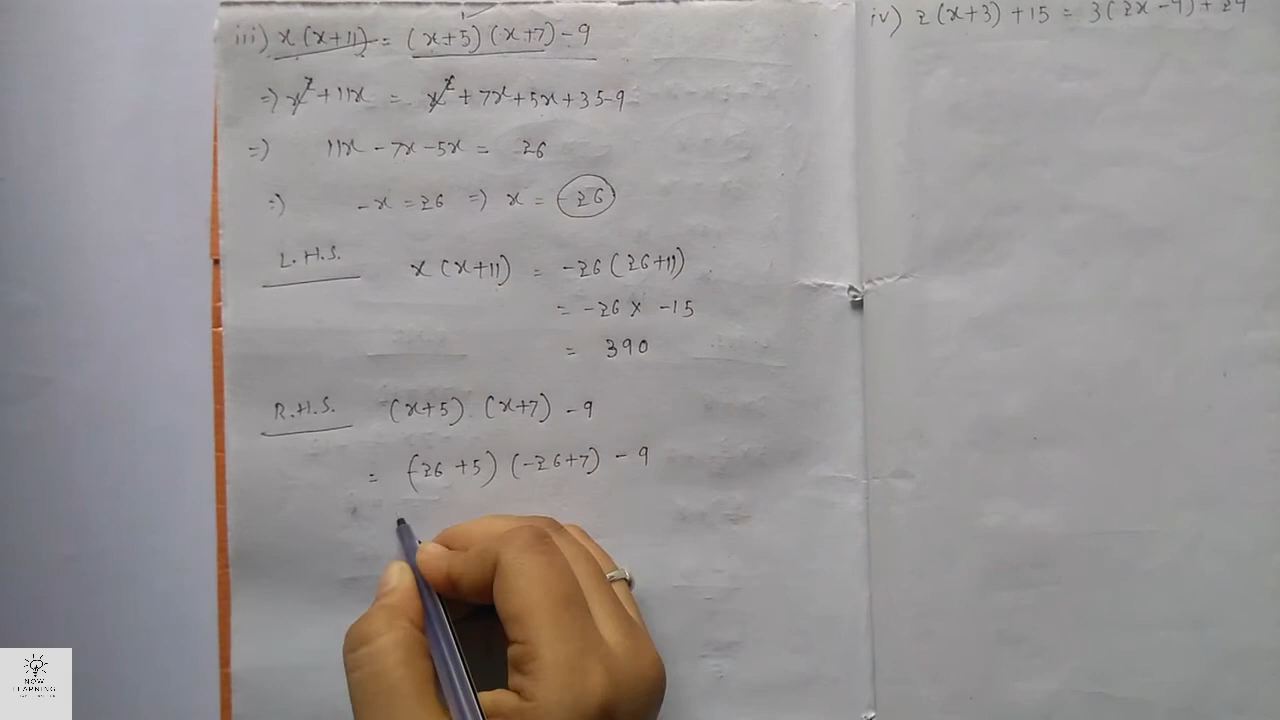 iii) x(x+11) = (x+5) (x+7) - 9
=> x² + 11x = x² + 7x + 5x + 35 - 9
=) 11x - 7x - 5x = 26
=) -x = 26 =) x = -26
L.H.S. x (x+11) = -26 (26+11)
= -26 x -15
= 390
R.H.S. (x+5) (x+7) - 9
= (-26 + 5) (-26+7) - 9
iv) 2(x+3) + 15 = 3(2x - 4) + 24
NOW
LEARNING